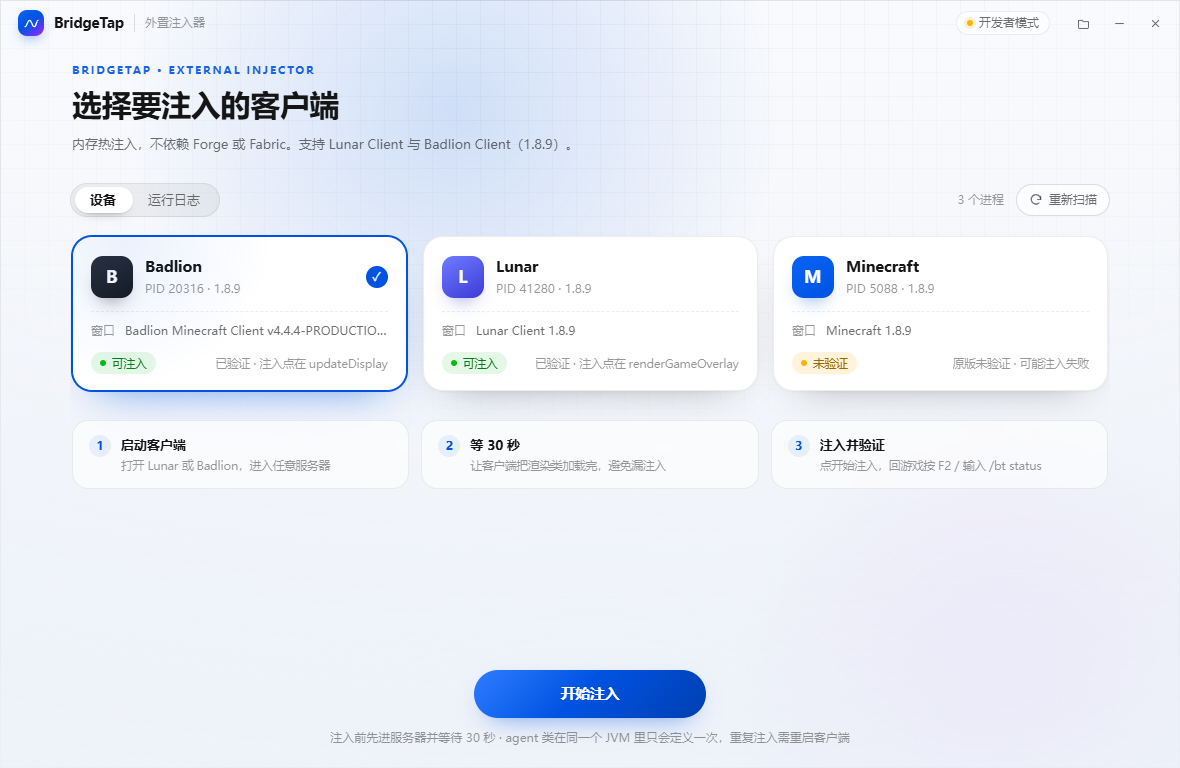 BridgeTap 外置注入器 开发者模式
BRIDGETAP • EXTERNAL INJECTOR
选择要注入的客户端
内存热注入，不依赖 Forge 或 Fabric。支持 Lunar Client 与 Badlion Client（1.8.9）。
设备 运行日志 3 个进程 重新扫描
B Badlion
PID 20316 · 1.8.9
窗口 Badlion Minecraft Client v4.4.4-PRODUCTIO...
可注入 已验证 · 注入点在 updateDisplay
L Lunar
PID 41280 · 1.8.9
窗口 Lunar Client 1.8.9
可注入 已验证 · 注入点在 renderGameOverlay
M Minecraft
PID 5088 · 1.8.9
窗口 Minecraft 1.8.9
未验证 原版未验证 · 可能注入失败
1 启动客户端
打开 Lunar 或 Badlion，进入任意服务器
2 等 30 秒
让客户端把渲染类加载完，避免漏注入
3 注入并验证
点开始注入，回游戏按 F2 / 输入 /bt status
开始注入
注入前先进服务器并等待 30 秒 · agent 类在同一个 JVM 里只会定义一次，重复注入需重启客户端